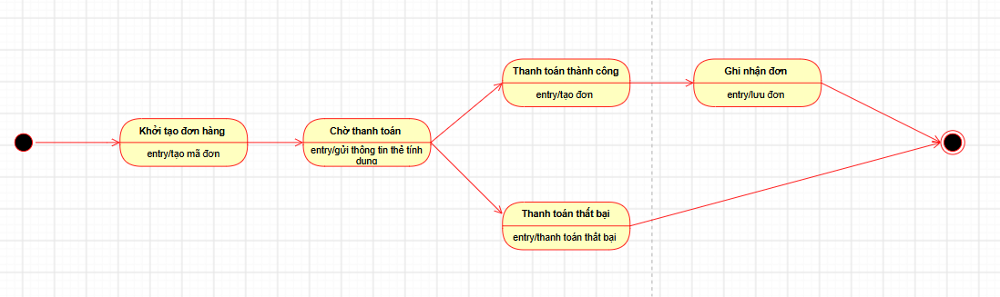 Khởi tạo đơn hàng
entry/tạo mã đơn
Chờ thanh toán
entry/gửi thông tin thẻ tính
dụng
Thanh toán thành công
entry/tạo đơn
Ghi nhận đơn
entry/lưu đơn
Thanh toán thất bại
entry/thanh toán thất bại